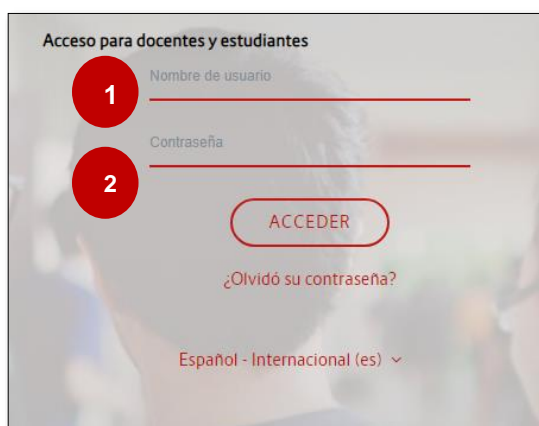 Acceso para docentes y estudiantes
1
Nombre de usuario
2
Contraseña
ACCEDER
¿Olvidó su contraseña?
Español - Internacional (es)